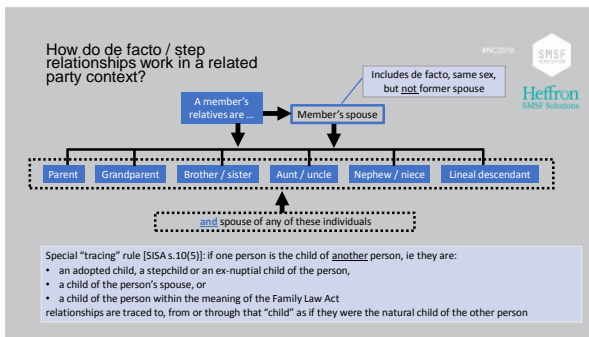 How do de facto / step
relationships work in a related
party context?
#NC2019
SMSF
ASSOCIATION
Heffron
SMSF Solutions
Includes de facto, same sex,
but not former spouse
A member's
relatives are …
Member's spouse
Parent
Grandparent
Brother / sister
Aunt / uncle
Nephew / niece
Lineal descendant
and spouse of any of these individuals
Special "tracing" rule [SISA s.10(5)]: if one person is the child of another person, ie they are:
• an adopted child, a stepchild or an ex-nuptial child of the person,
• a child of the person's spouse, or
• a child of the person within the meaning of the Family Law Act
relationships are traced to, from or through that "child" as if they were the natural child of the other person